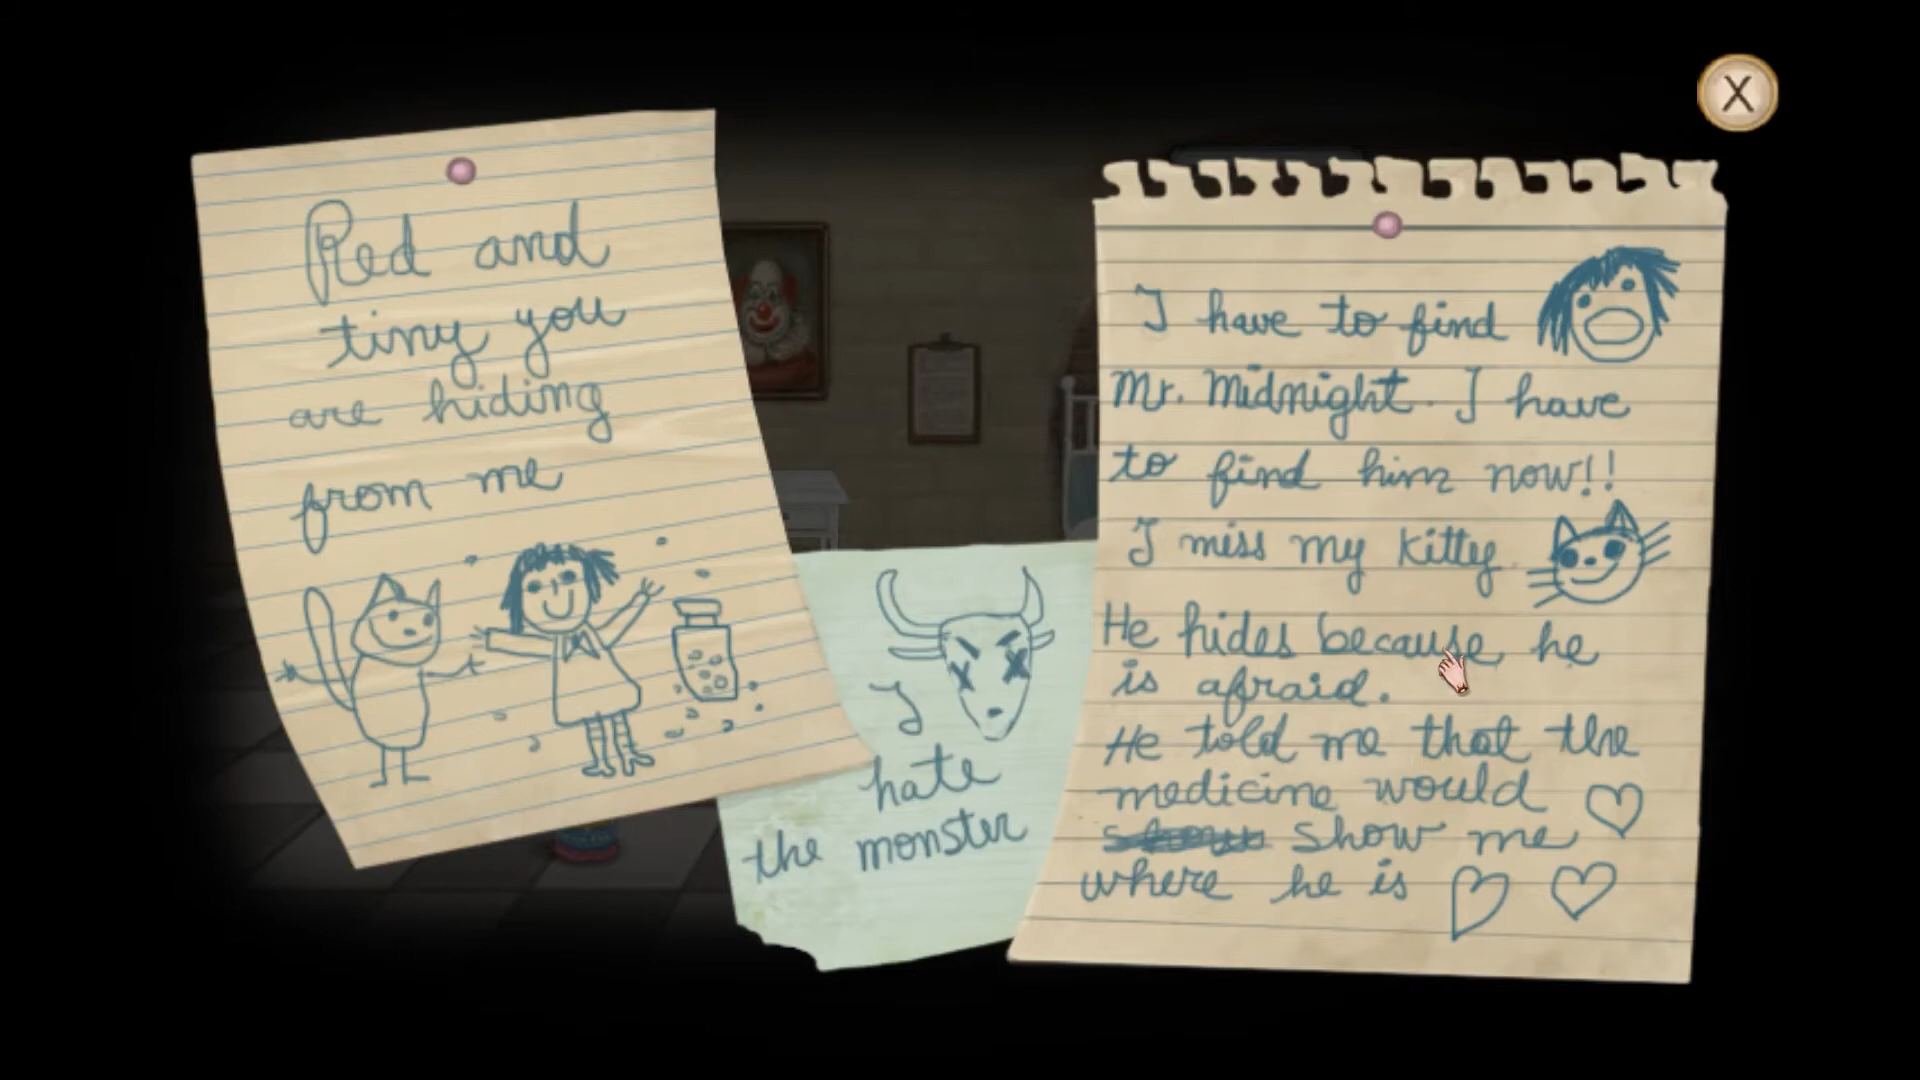 Red and
tiny you
are hiding
from me
I
hate
the monster
I have to find
Mr. Midnight. I have
to find him now!!
I miss my Kitty
He hides because he
is afraid.
He told me that the
medicine would
show me
where he is
X